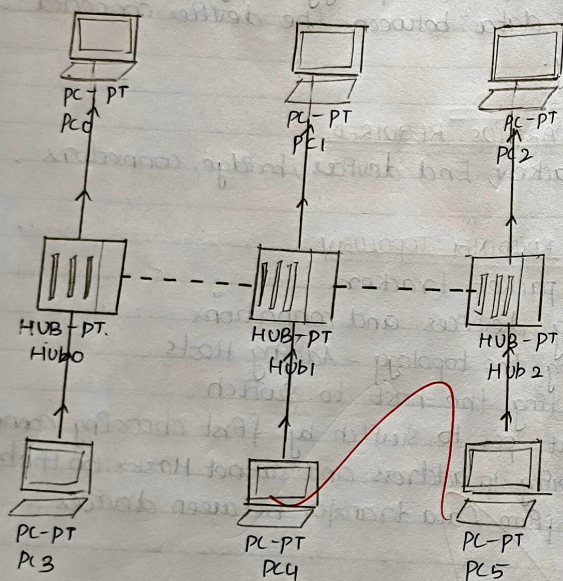 PC-PT
PC0
PC-PT
PC1
PC-PT
PC2
HUB-PT.
Hub0
HUB-PT
Hub1
HUB-PT
Hub2
PC-PT
PC3
PC-PT
PC4
PC-PT
PC5